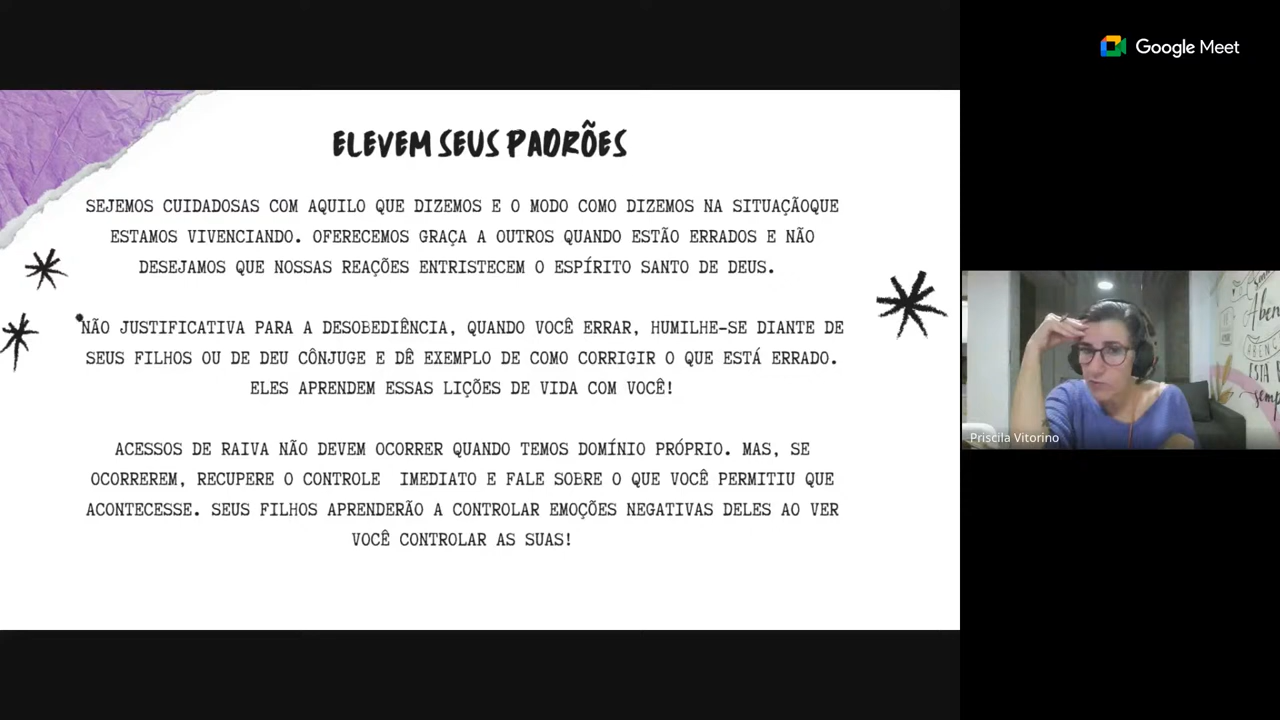 Google Meet
ELEVEM SEUS PADRÕES
SEJEMOS CUIDADOSAS COM AQUILO QUE DIZEMOS E O MODO COMO DIZEMOS NA SITUAÇÃOQUE
ESTAMOS VIVENCIANDO. OFERECEMOS GRAÇA A OUTROS QUANDO ESTÃO ERRADOS E NÃO
DESEJAMOS QUE NOSSAS REAÇÕES ENTRISTECEM O ESPÍRITO SANTO DE DEUS.
NÃO JUSTIFICATIVA PARA A DESOBEDIÊNCIA, QUANDO VOCÊ ERRAR, HUMILHE-SE DIANTE DE
SEUS FILHOS OU DE DEU CÔNJUGE E DÊ EXEMPLO DE COMO CORRIGIR O QUE ESTÁ ERRADO.
ELES APRENDEM ESSAS LIÇÕES DE VIDA COM VOCÊ!
ACESSOS DE RAIVA NÃO DEVEM OCORRER QUANDO TEMOS DOMÍNIO PRÓPRIO. MAS, SE
OCORREREM, RECUPERE O CONTROLE IMEDIATO E FALE SOBRE O QUE VOCÊ PERMITIU QUE
ACONTECESSE. SEUS FILHOS APRENDERÃO A CONTROLAR EMOÇÕES NEGATIVAS DELES AO VER
VOCÊ CONTROLAR AS SUAS!
Priscila Vitorino